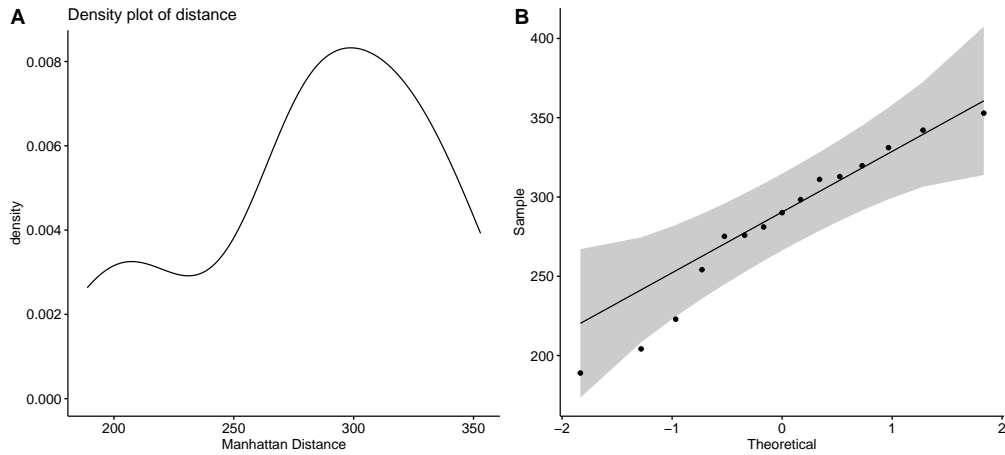 A
Density plot of distance
0.008
0.006
0.004
0.002
0.000
density
200 250 300 350
Manhattan Distance
B
400
350
300
250
200
Sample
−2 −1 0 1 2
Theoretical